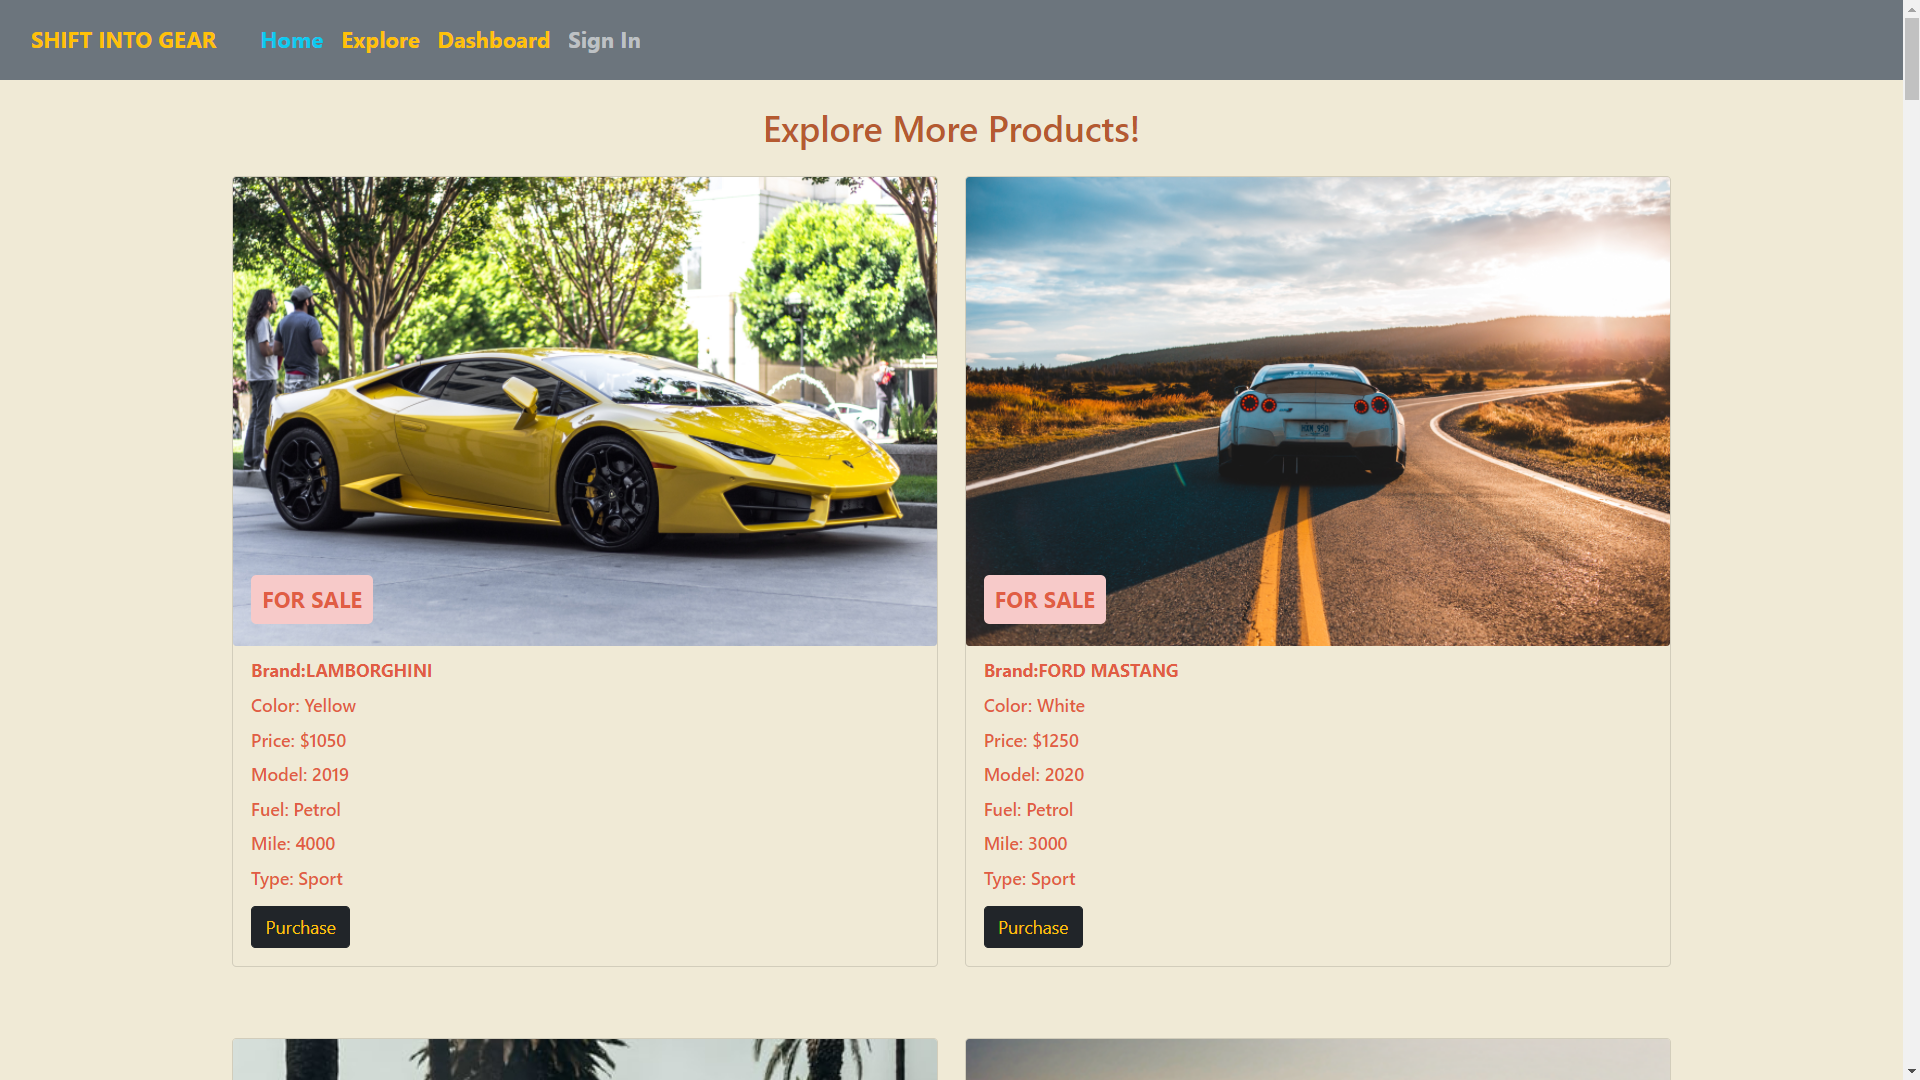 SHIFT INTO GEAR Home Explore Dashboard Sign In
Explore More Products!
FOR SALE
Brand:LAMBORGHINI
Color: Yellow
Price: $1050
Model: 2019
Fuel: Petrol
Mile: 4000
Type: Sport
Purchase
FOR SALE
Brand:FORD MASTANG
Color: White
Price: $1250
Model: 2020
Fuel: Petrol
Mile: 3000
Type: Sport
Purchase